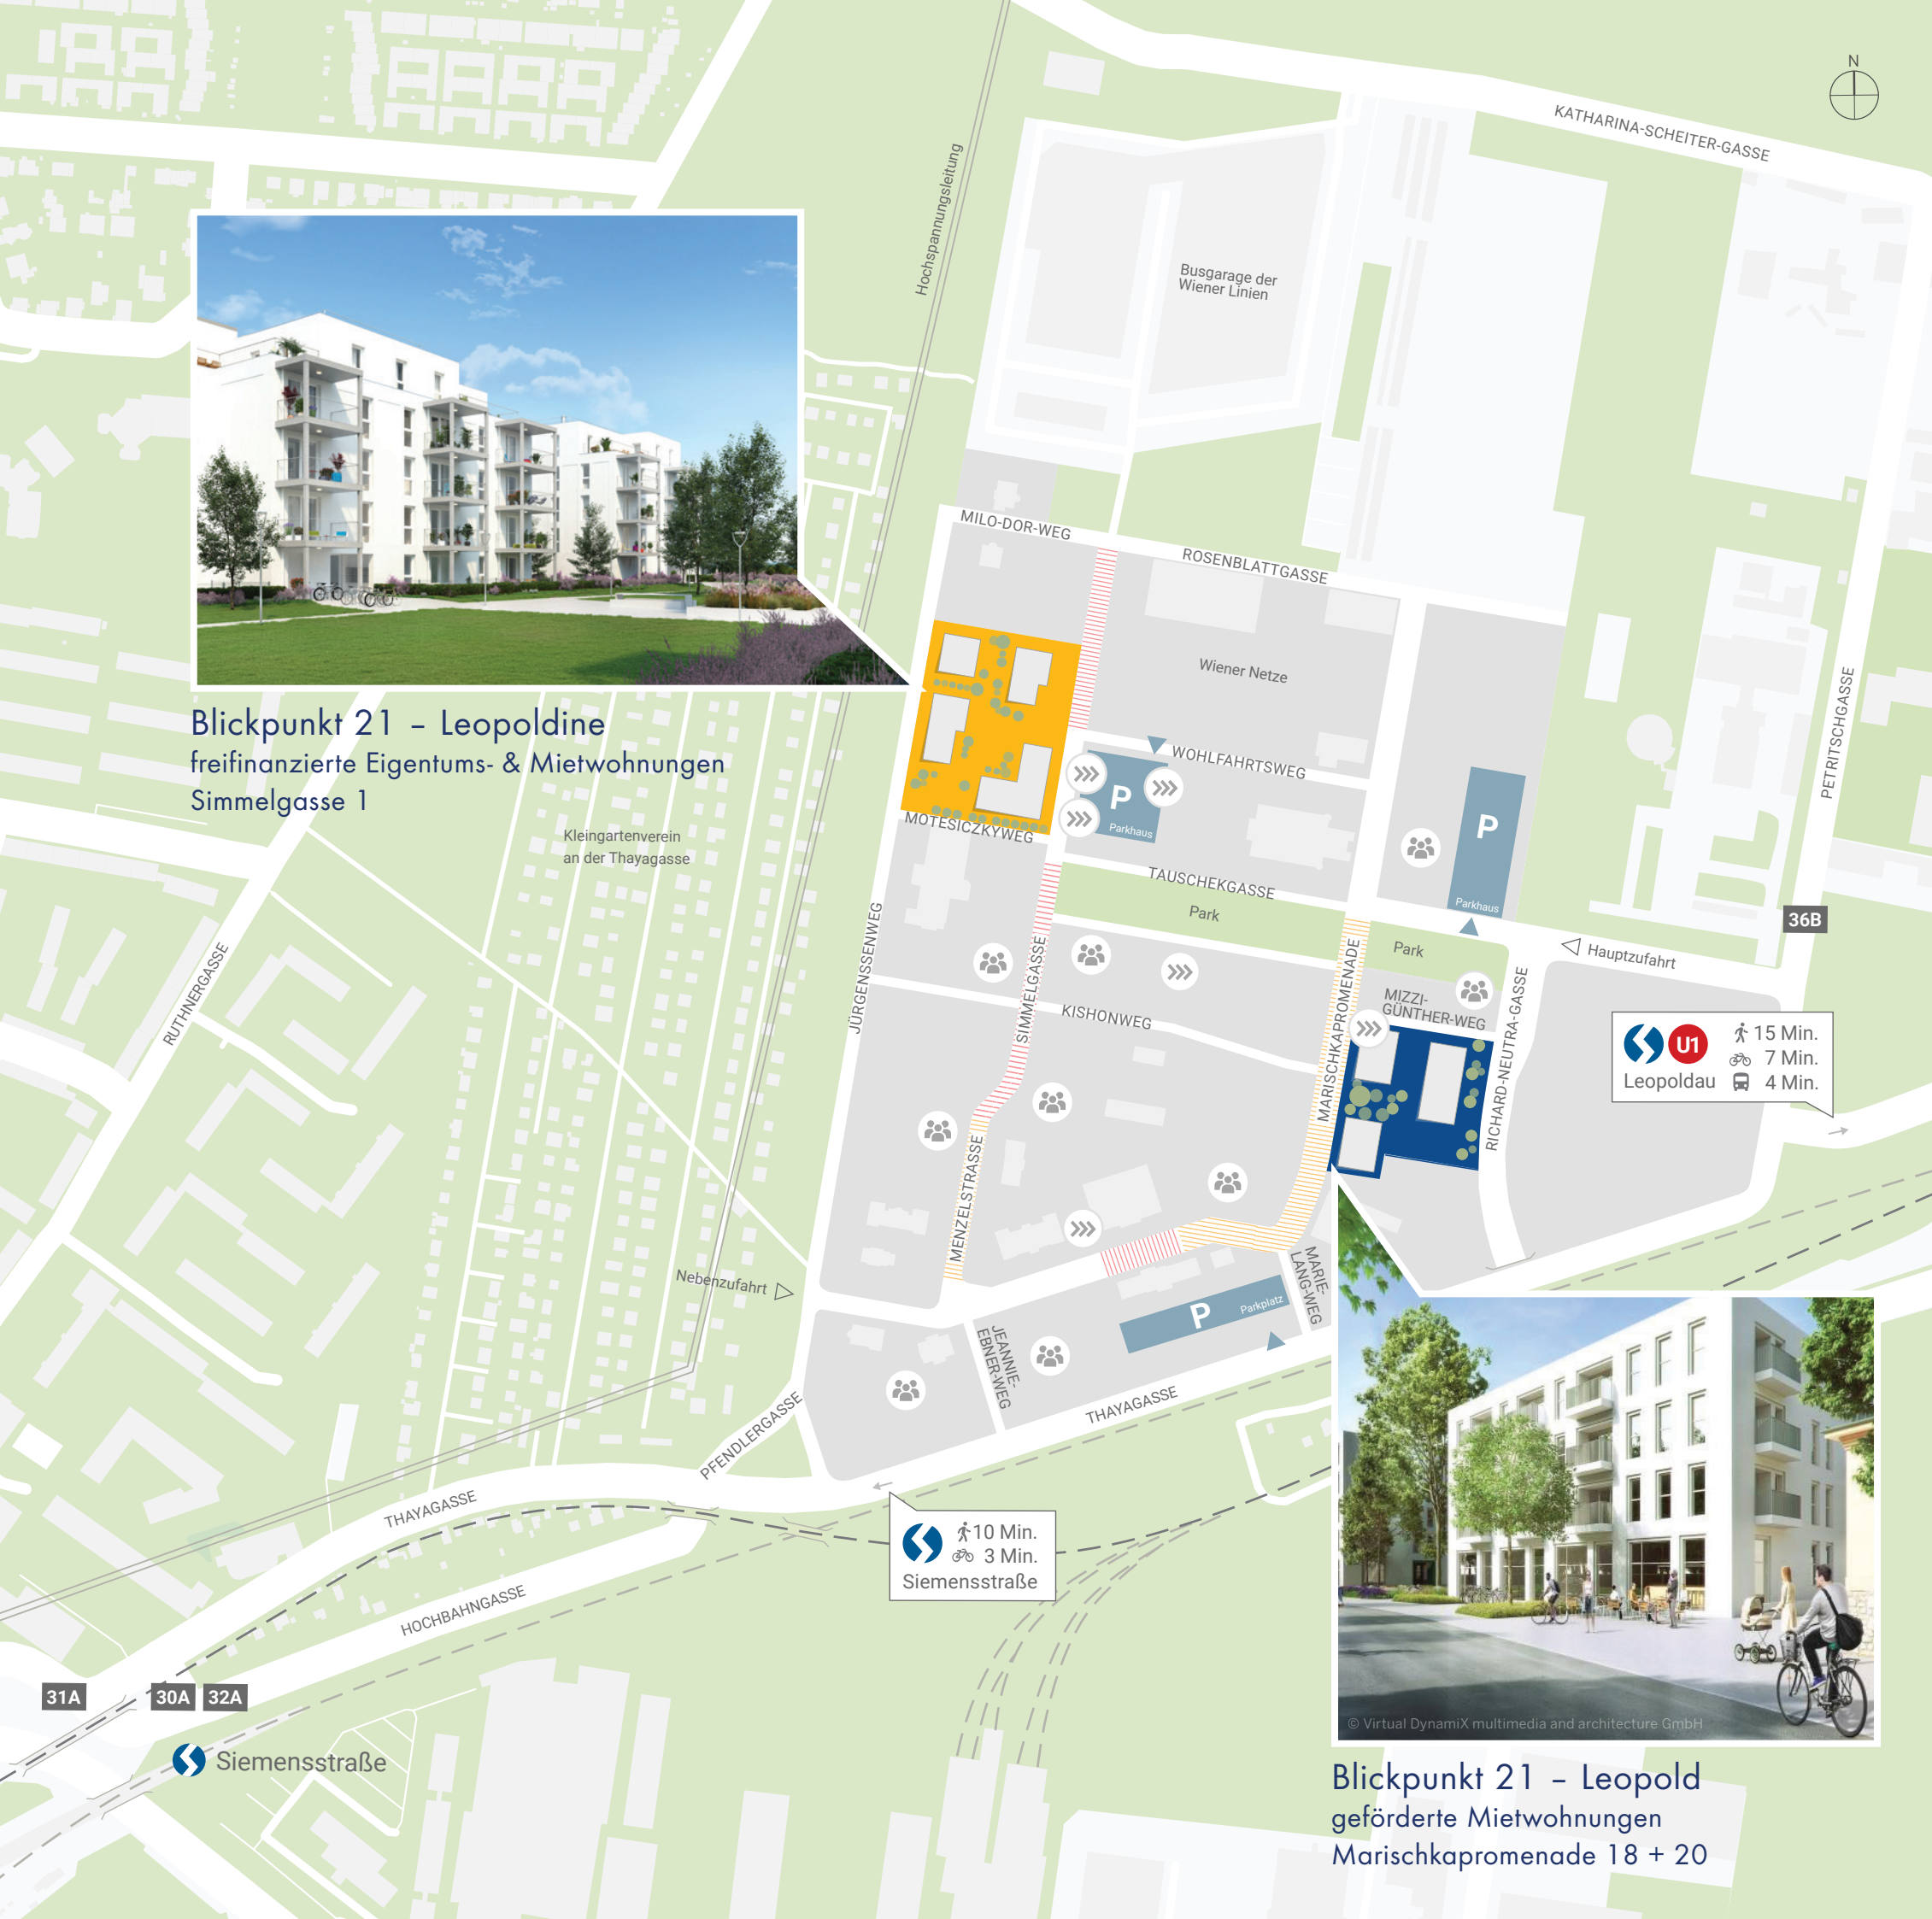 N
KATHARINA-SCHEITER-GASSE
Hochspannungsleitung
Busgarage der
Wiener Linien
MILO-DOR-WEG
ROSENBLATTGASSE
Wiener Netze
PETRITSCHGASSE
Blickpunkt 21 – Leopoldine
freifinanzierte Eigentums- & Mietwohnungen
Simmelgasse 1
WOHLFAHRTSWEG
P
Parkhaus
P
Parkhaus
Kleingartenverein
an der Thayagasse
MOTESICZKYWEG
TAUSCHEKGASSE
Park
Park
36B
Hauptzufahrt
RUTHNERGASSE
JÜRGENSSENWEG
SIMMELGASSE
KISHONWEG
MARISCHKAPROMENADE
MIZZI-
GÜNTHER-WEG
RICHARD-NEUTRA-GASSE
U1
15 Min.
7 Min.
Leopoldau
4 Min.
MENZELSTRASSE
Nebenzufahrt
MARIE-
LANG-WEG
P
Parkplatz
JEANNIE-
EBNER-WEG
THAYAGASSE
PFENDLERGASSE
THAYAGASSE
10 Min.
3 Min.
Siemensstraße
HOCHBAHNGASSE
31A
30A
32A
Siemensstraße
© Virtual DynamiX multimedia and architecture GmbH
Blickpunkt 21 – Leopold
geförderte Mietwohnungen
Marischkapromenade 18 + 20